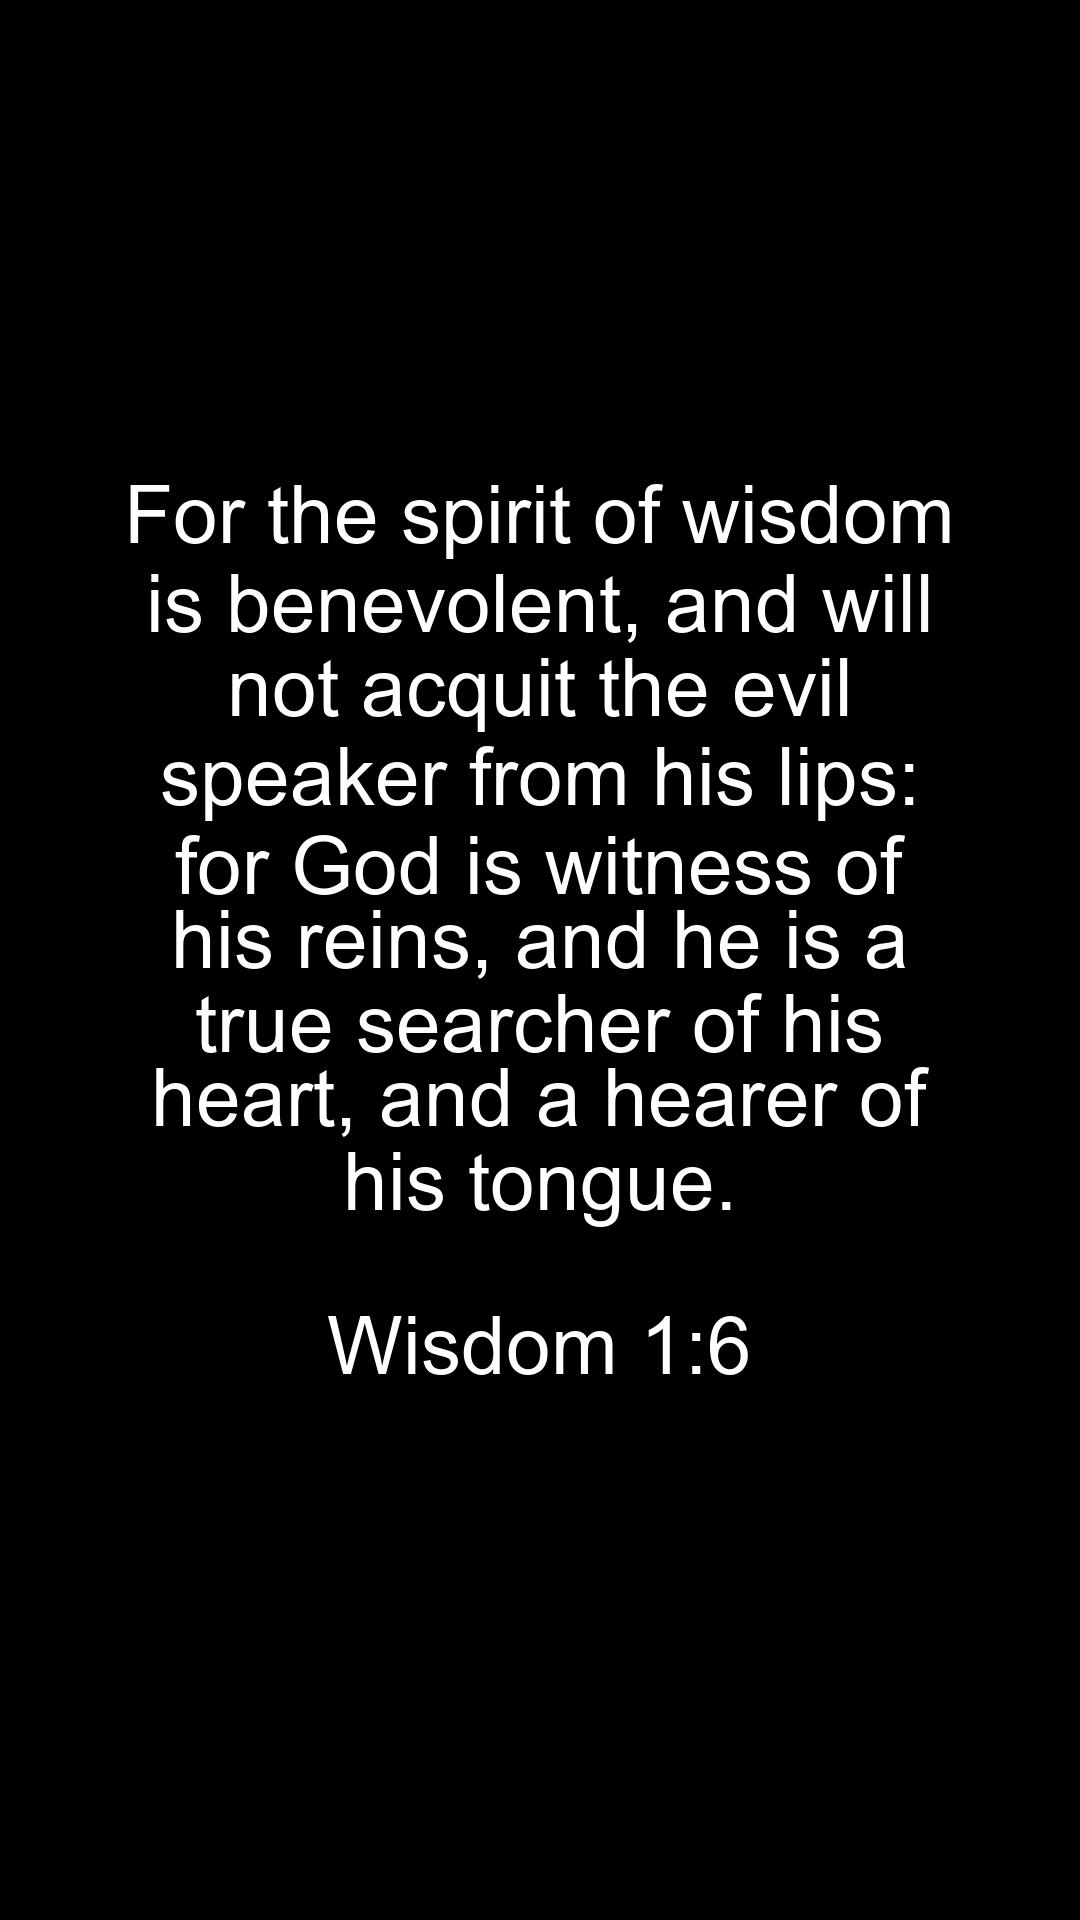 For the spirit of wisdom
is benevolent, and will
not acquit the evil
speaker from his lips:
for God is witness of
his reins, and he is a
true searcher of his
heart, and a hearer of
his tongue.
Wisdom 1:6